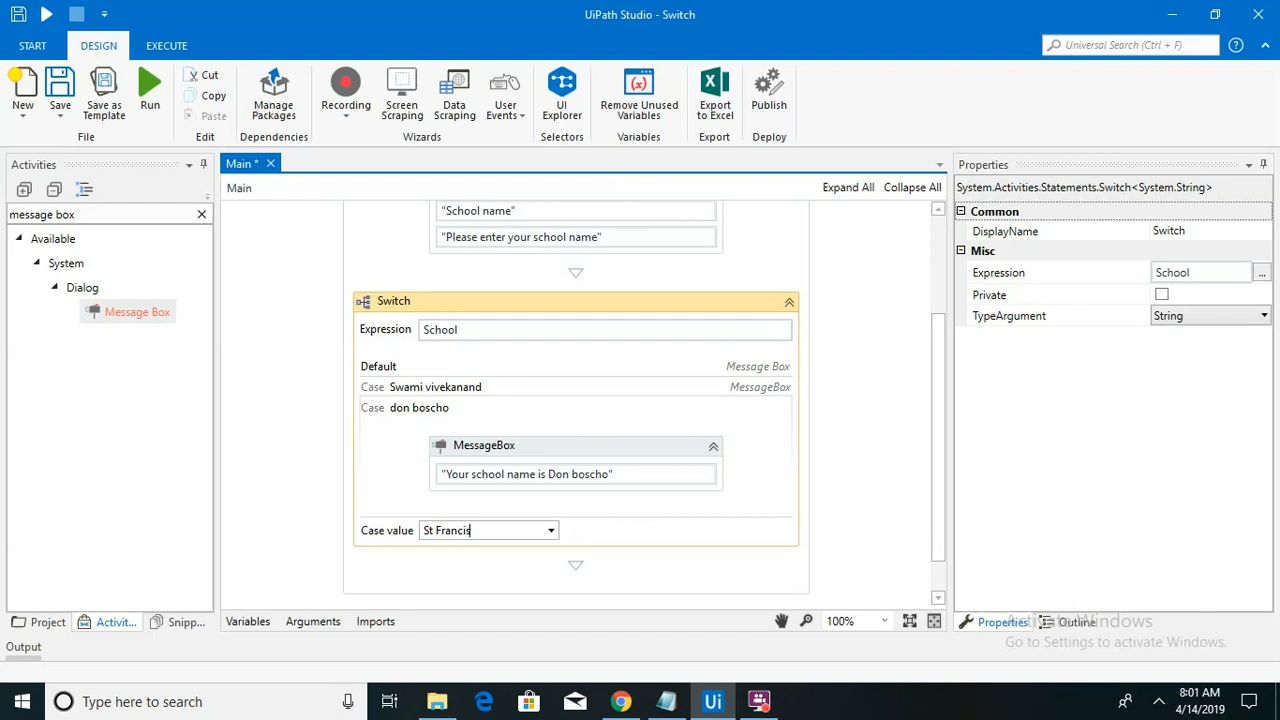 UiPath Studio - Switch
START
DESIGN
EXECUTE
Universal Search (Ctrl + F)
New
Save
Save as Template
Run
Cut
Copy
Paste
Manage Packages
Recording
Screen Scraping
Data Scraping
User Events
UI Explorer
Remove Unused Variables
Export to Excel
Publish
File
Edit
Dependencies
Wizards
Selectors
Variables
Export
Deploy
Activities
message box
Available
System
Dialog
Message Box
Main *
Main
Expand All
Collapse All
"School name"
"Please enter your school name"
Switch
Expression School
Default Message Box
Case Swami vivekanand MessageBox
Case don boscho
MessageBox
"Your school name is Don boscho"
Case value St Francis
Properties
System.Activities.Statements.Switch<System.String>
Common
DisplayName Switch
Misc
Expression School ...
Private
TypeArgument String
Project
Activit...
Snipp...
Variables
Arguments
Imports
100%
Properties
Outline
Activate Windows
Go to Settings to activate Windows.
Output
Type here to search
Ui
8:01 AM
4/14/2019